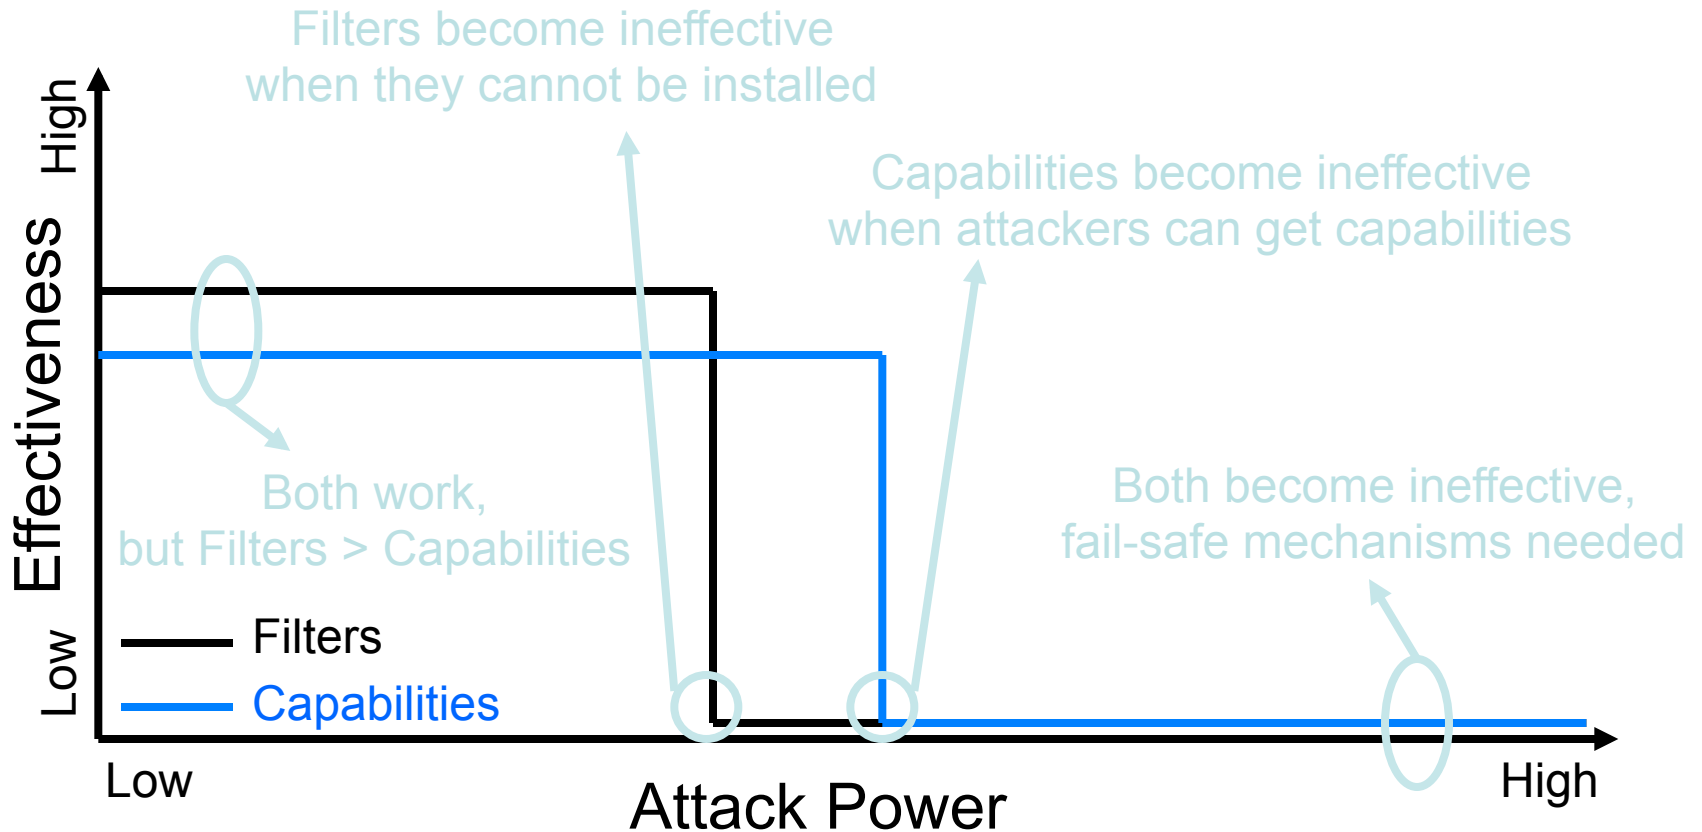 Filters become ineffective
when they cannot be installed
High
Capabilities become ineffective
when attackers can get capabilities
Effectiveness
Both work,
but Filters > Capabilities
Both become ineffective,
fail-safe mechanisms needed
Filters
Capabilities
Low
Low
High
Attack Power